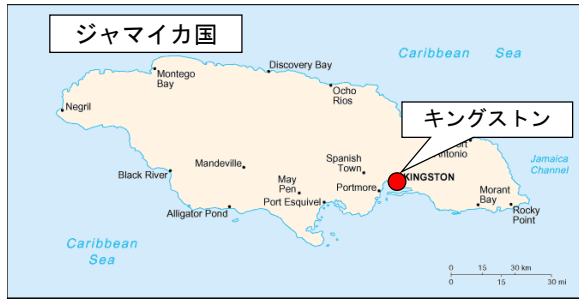 ジャマイカ国
Caribbean Sea
Discovery Bay
Montego
Bay
Ocho
Rios
Negril
キングストン
Antonio
Jamaica
Channel
Spanish
Town
Mandeville
Black River
KINGSTON
May
Pen
Portmore
Morant
Bay
Port Esquivel
Rocky
Point
Alligator Pond
Caribbean
Sea
0 15 30 km
0 15 30 mi